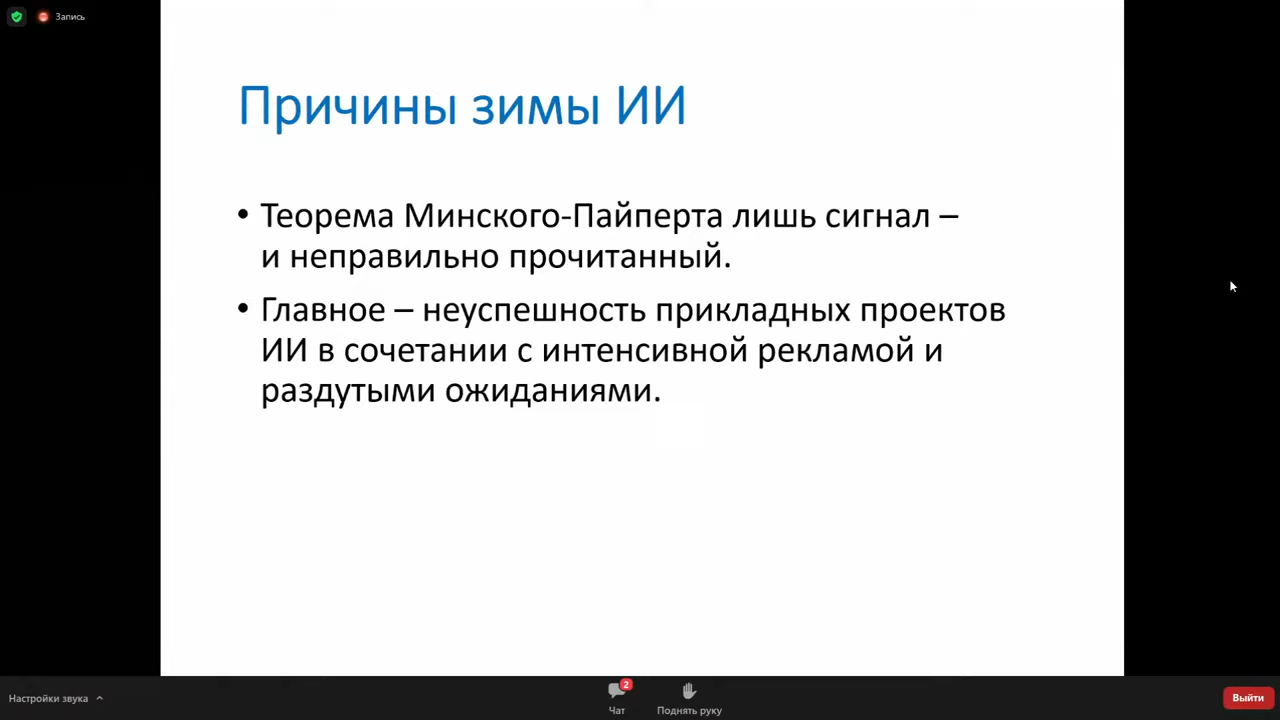 Запись
Причины зимы ИИ
• Теорема Минского-Пайперта лишь сигнал –
и неправильно прочитанный.
• Главное – неуспешность прикладных проектов
ИИ в сочетании с интенсивной рекламой и
раздутыми ожиданиями.
Настройки звука
2
Чат
Поднять руку
Выйти